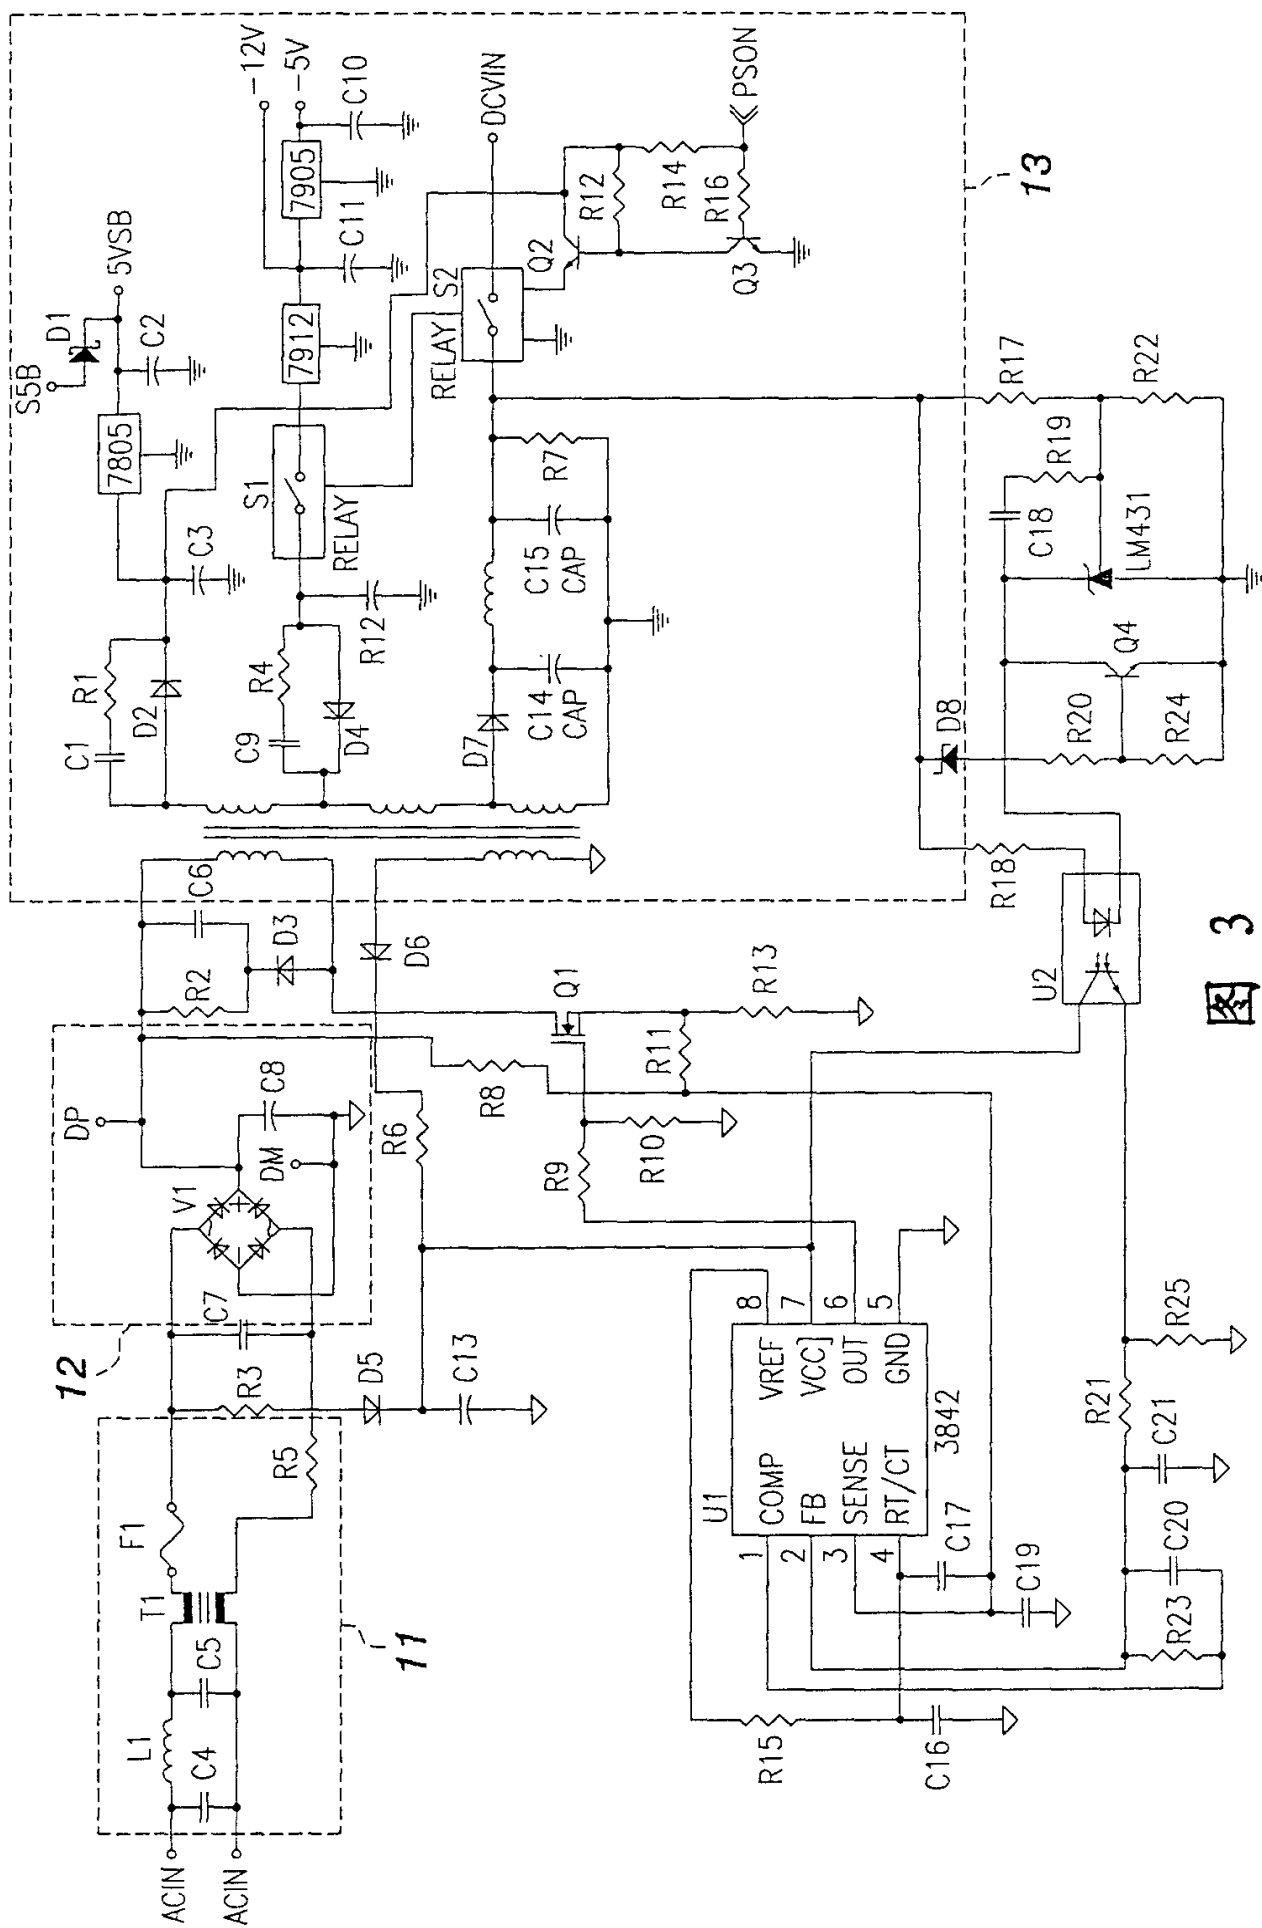 ACIN
ACIN
L1
C4
C5
T1
F1
R5
11
12
R3
C7
D5
C13
V1
DP
DM
C8
R6
R2
C6
D3
D6
R8
R9
R10
R11
Q1
R13
C1
R1
D2
C3
7805
S5B
D1
5VSB
C2
C9
R4
D4
R12
S1
RELAY
7912
C11
7905
-12V
-5V
C10
D7
C14
CAP
C15
CAP
R7
RELAY
S2
DCVIN
Q2
R12
R14
R16
Q3
PSON
13
U1
COMP
FB
SENSE
RT/CT
VREF
VCC]
OUT
GND
3842
1
2
3
4
8
7
6
5
R15
C16
C17
C19
R23
C20
C21
R21
R25
U2
R18
D8
R20
R24
Q4
LM431
C18
R19
R17
R22
图 3